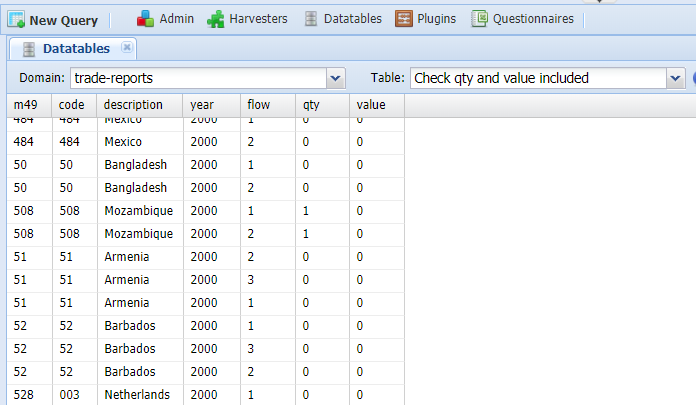 New Query Admin Harvesters Datatables Plugins Questionnaires
Datatables
Domain: trade-reports Table: Check qty and value included
m49 code description year flow qty value
484 484 Mexico 2000 1 0 0
484 484 Mexico 2000 2 0 0
50 50 Bangladesh 2000 1 0 0
50 50 Bangladesh 2000 2 0 0
508 508 Mozambique 2000 1 1 0
508 508 Mozambique 2000 2 1 0
51 51 Armenia 2000 2 0 0
51 51 Armenia 2000 3 0 0
51 51 Armenia 2000 1 0 0
52 52 Barbados 2000 1 0 0
52 52 Barbados 2000 3 0 0
52 52 Barbados 2000 2 0 0
528 003 Netherlands 2000 1 0 0